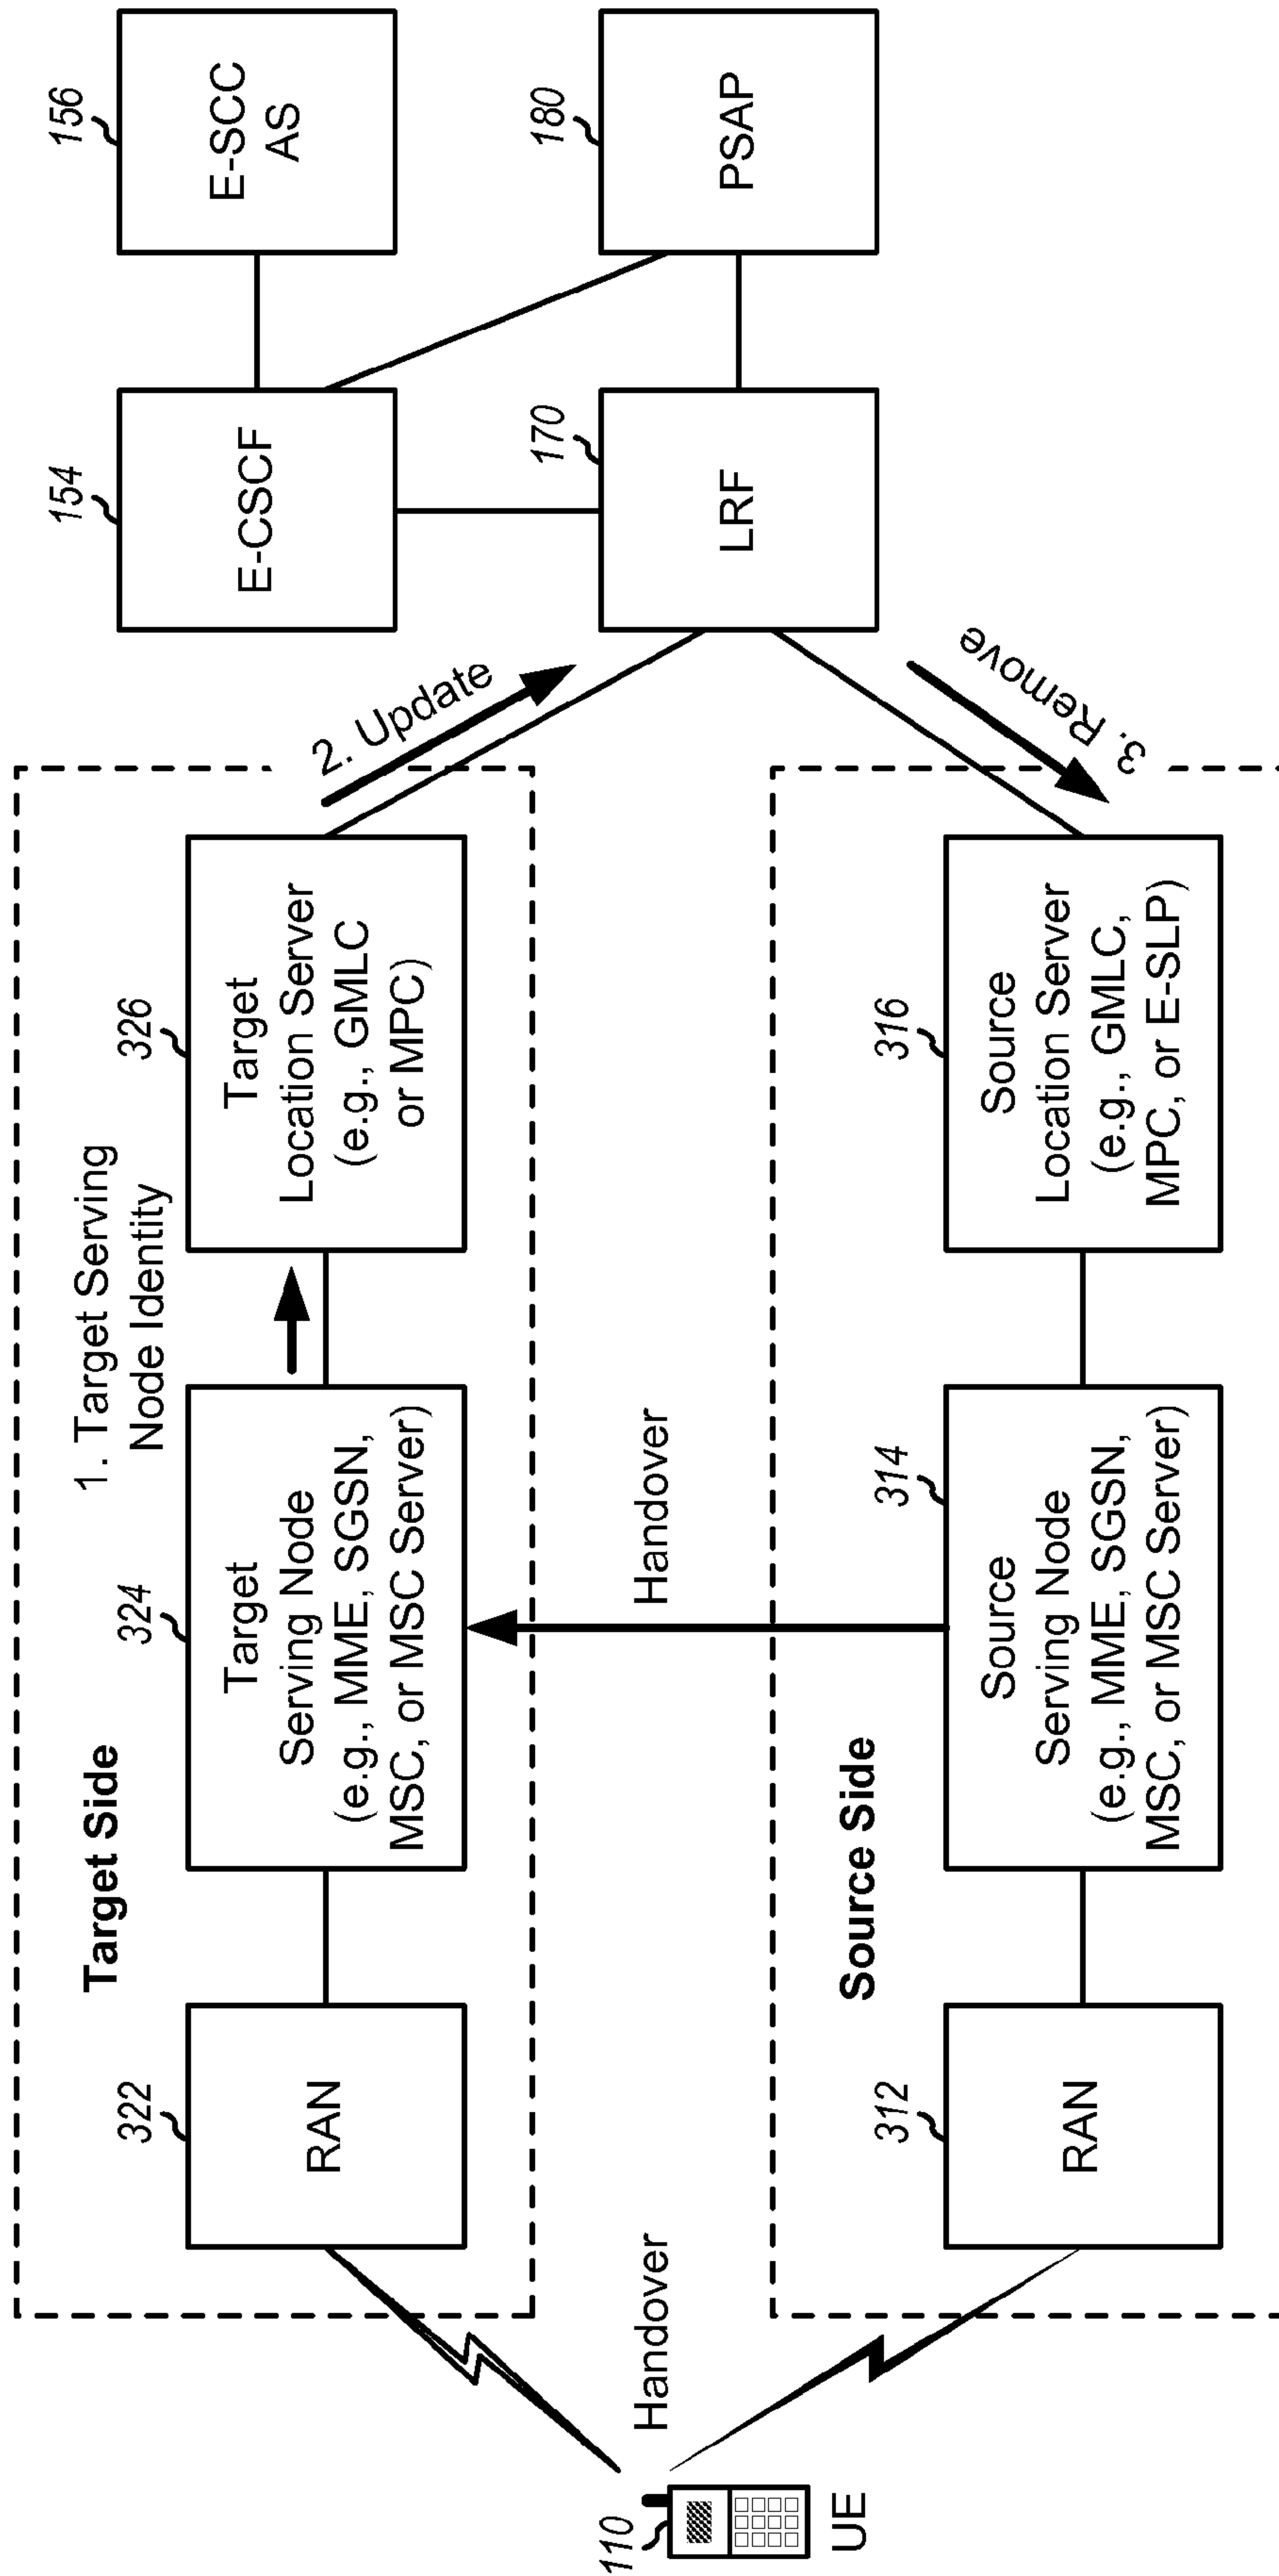 Target Side
322
RAN
324
Target
Serving Node
(e.g., MME, SGSN,
MSC, or MSC Server)
1. Target Serving
Node Identity
326
Target
Location Server
(e.g., GMLC
or MPC)
2. Update
154
E-CSCF
156
E-SCC
AS
110
UE
Handover
Handover
170
LRF
180
PSAP
3. Remove
Source Side
312
RAN
314
Source
Serving Node
(e.g., MME, SGSN,
MSC, or MSC Server)
316
Source
Location Server
(e.g., GMLC,
MPC, or E-SLP)